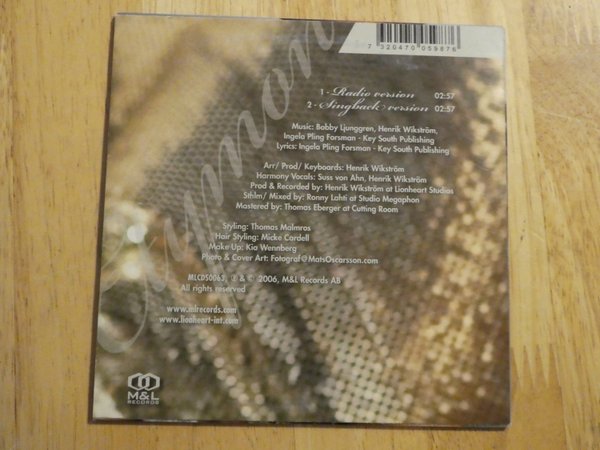 7 320470 059876
1 - Radio version 02:57
2 - Singback version 02:57
Music: Bobby Ljunggren, Henrik Wikström,
Ingela Pling Forsman - Key South Publishing
Lyrics: Ingela Pling Forsman - Key South Publishing
Arr/ Prod/ Keyboards: Henrik Wikström
Harmony Vocals: Suss von Ahn, Henrik Wikström
Prod & Recorded by: Henrik Wikström at Lionheart Studios
Sthlm/ Mixed by: Ronny Lahti at Studio Megaphon
Mastered by: Thomas Eberger at Cutting Room
Styling: Thomas Malmros
Hair Styling: Micke Cordell
Make Up: Kia Wennberg
Photo & Cover Art: Fotograf@MatsOscarsson.com
MLCDS0063, ℗ & © 2006, M&L Records AB
All rights reserved
www.mlrecords.com
www.lionheart-int.com
M&L
RECORDS